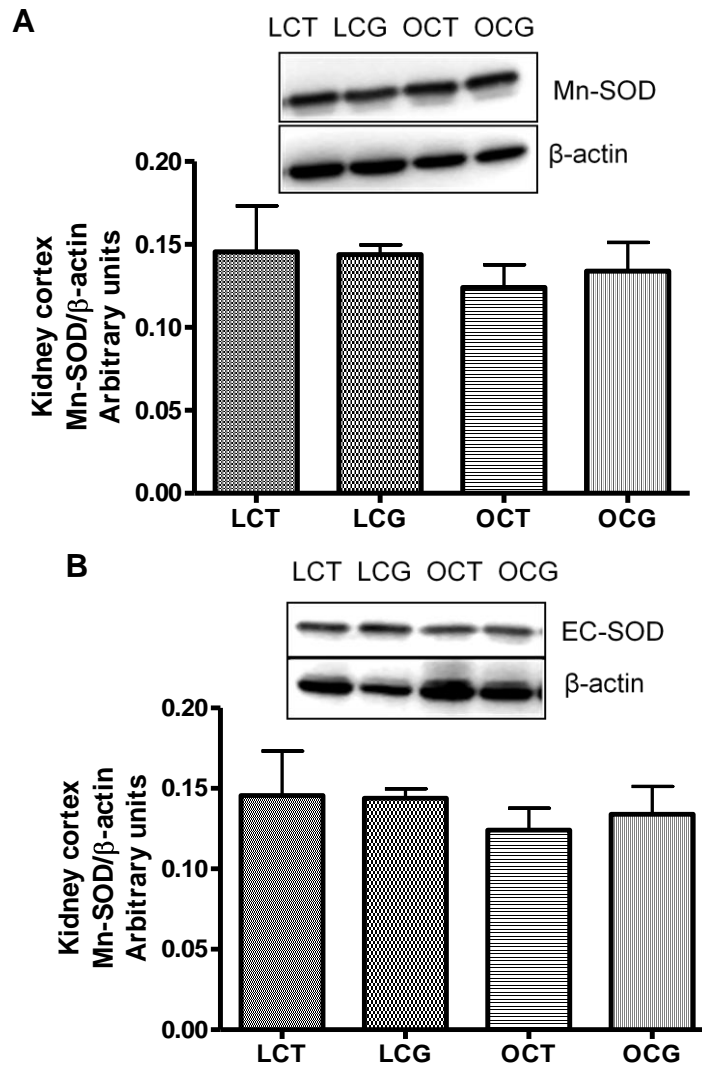 A
LCT LCG OCT OCG
Mn-SOD
β-actin
0.20
0.15
0.10
0.05
0.00
Kidney cortex
Mn-SOD/β-actin
Arbitrary units
LCT LCG OCT OCG
B
LCT LCG OCT OCG
EC-SOD
β-actin
0.20
0.15
0.10
0.05
0.00
Kidney cortex
Mn-SOD/β-actin
Arbitrary units
LCT LCG OCT OCG